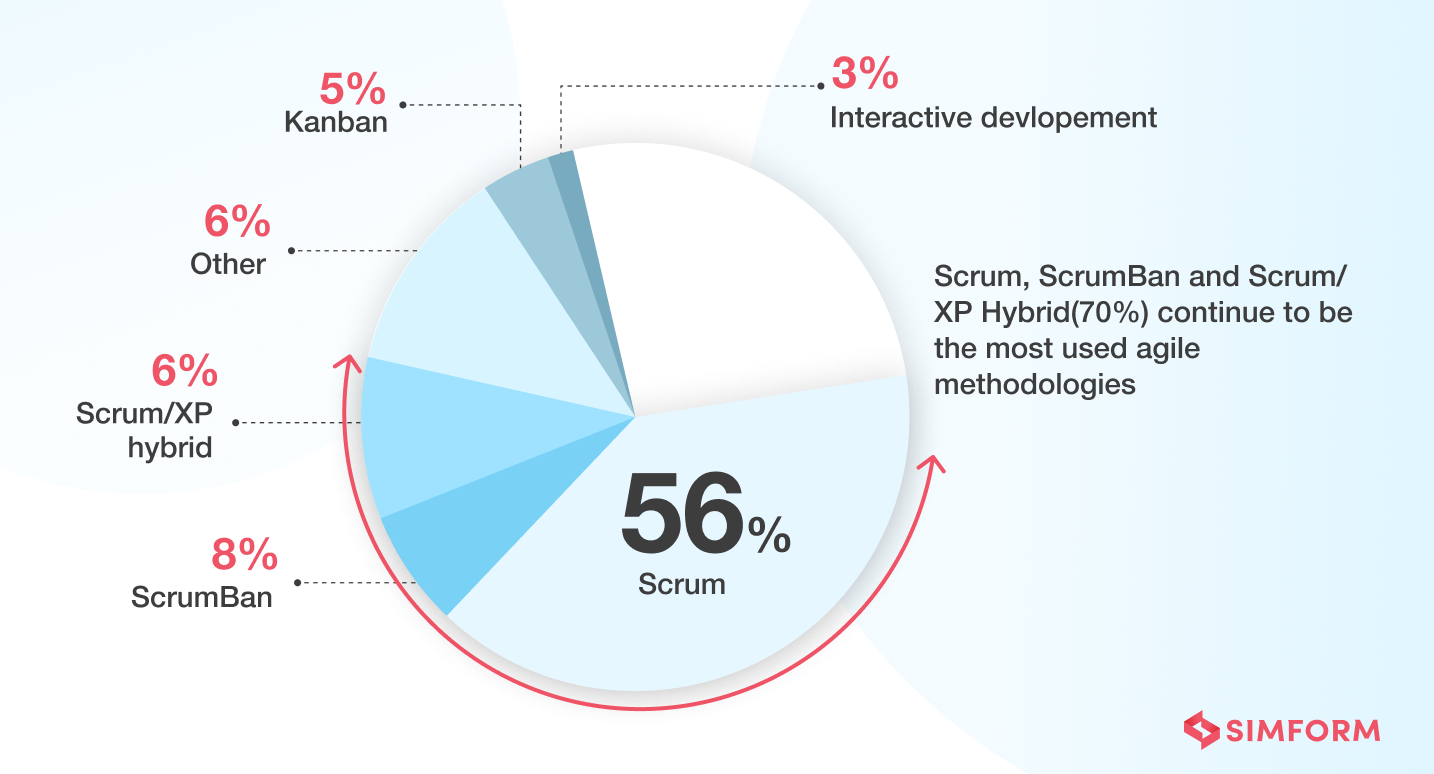 5%
Kanban
3%
Interactive devlopement
6%
Other
Scrum, ScrumBan and Scrum/
XP Hybrid(70%) continue to be
the most used agile
methodologies
6%
Scrum/XP
hybrid
56%
Scrum
8%
ScrumBan
SIMFORM